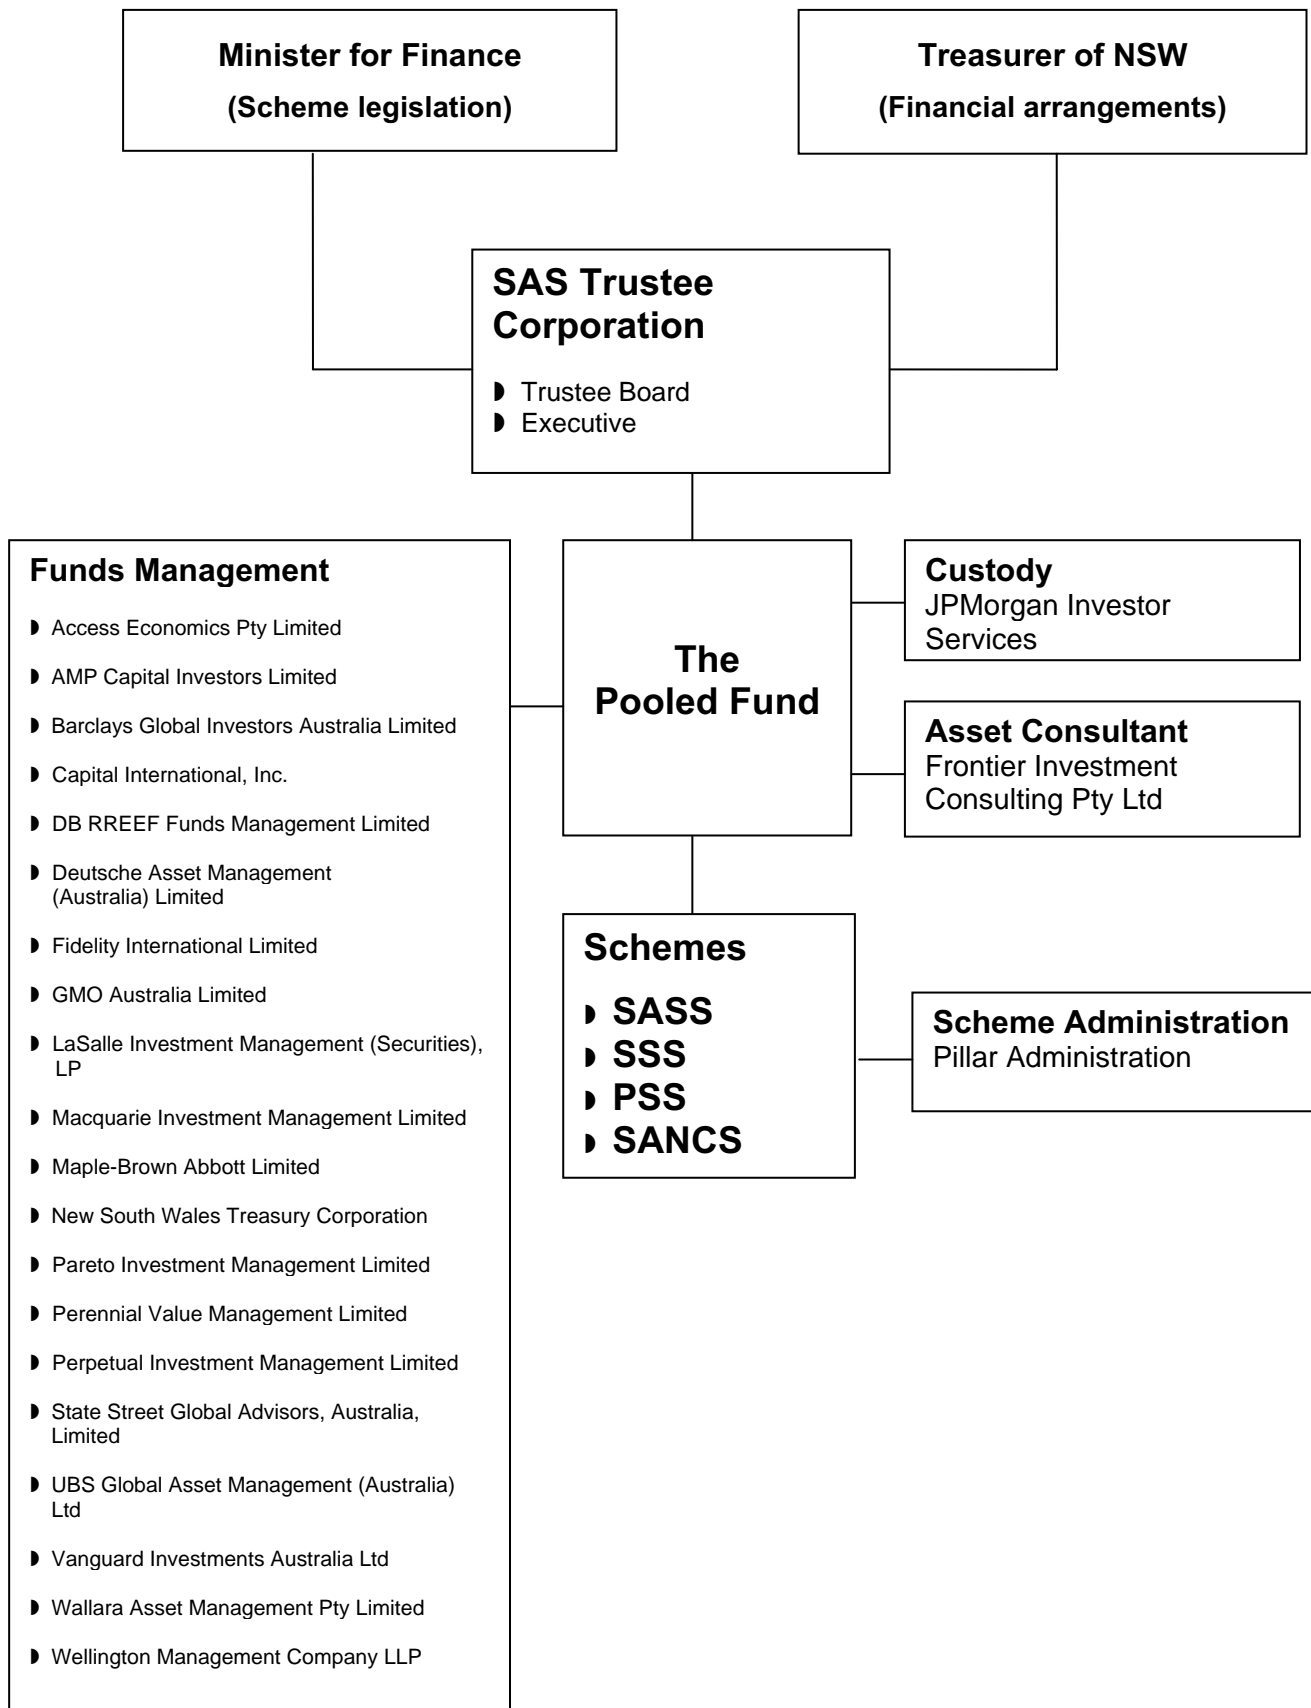 Minister for Finance
(Scheme legislation)
Treasurer of NSW
(Financial arrangements)
SAS Trustee
Corporation
◗ Trustee Board
◗ Executive
Funds Management
◗ Access Economics Pty Limited
◗ AMP Capital Investors Limited
◗ Barclays Global Investors Australia Limited
◗ Capital International, Inc.
◗ DB RREEF Funds Management Limited
◗ Deutsche Asset Management
(Australia) Limited
◗ Fidelity International Limited
◗ GMO Australia Limited
◗ LaSalle Investment Management (Securities),
LP
◗ Macquarie Investment Management Limited
◗ Maple-Brown Abbott Limited
◗ New South Wales Treasury Corporation
◗ Pareto Investment Management Limited
◗ Perennial Value Management Limited
◗ Perpetual Investment Management Limited
◗ State Street Global Advisors, Australia,
Limited
◗ UBS Global Asset Management (Australia)
Ltd
◗ Vanguard Investments Australia Ltd
◗ Wallara Asset Management Pty Limited
◗ Wellington Management Company LLP
The
Pooled Fund
Custody
JPMorgan Investor
Services
Asset Consultant
Frontier Investment
Consulting Pty Ltd
Schemes
◗ SASS
◗ SSS
◗ PSS
◗ SANCS
Scheme Administration
Pillar Administration